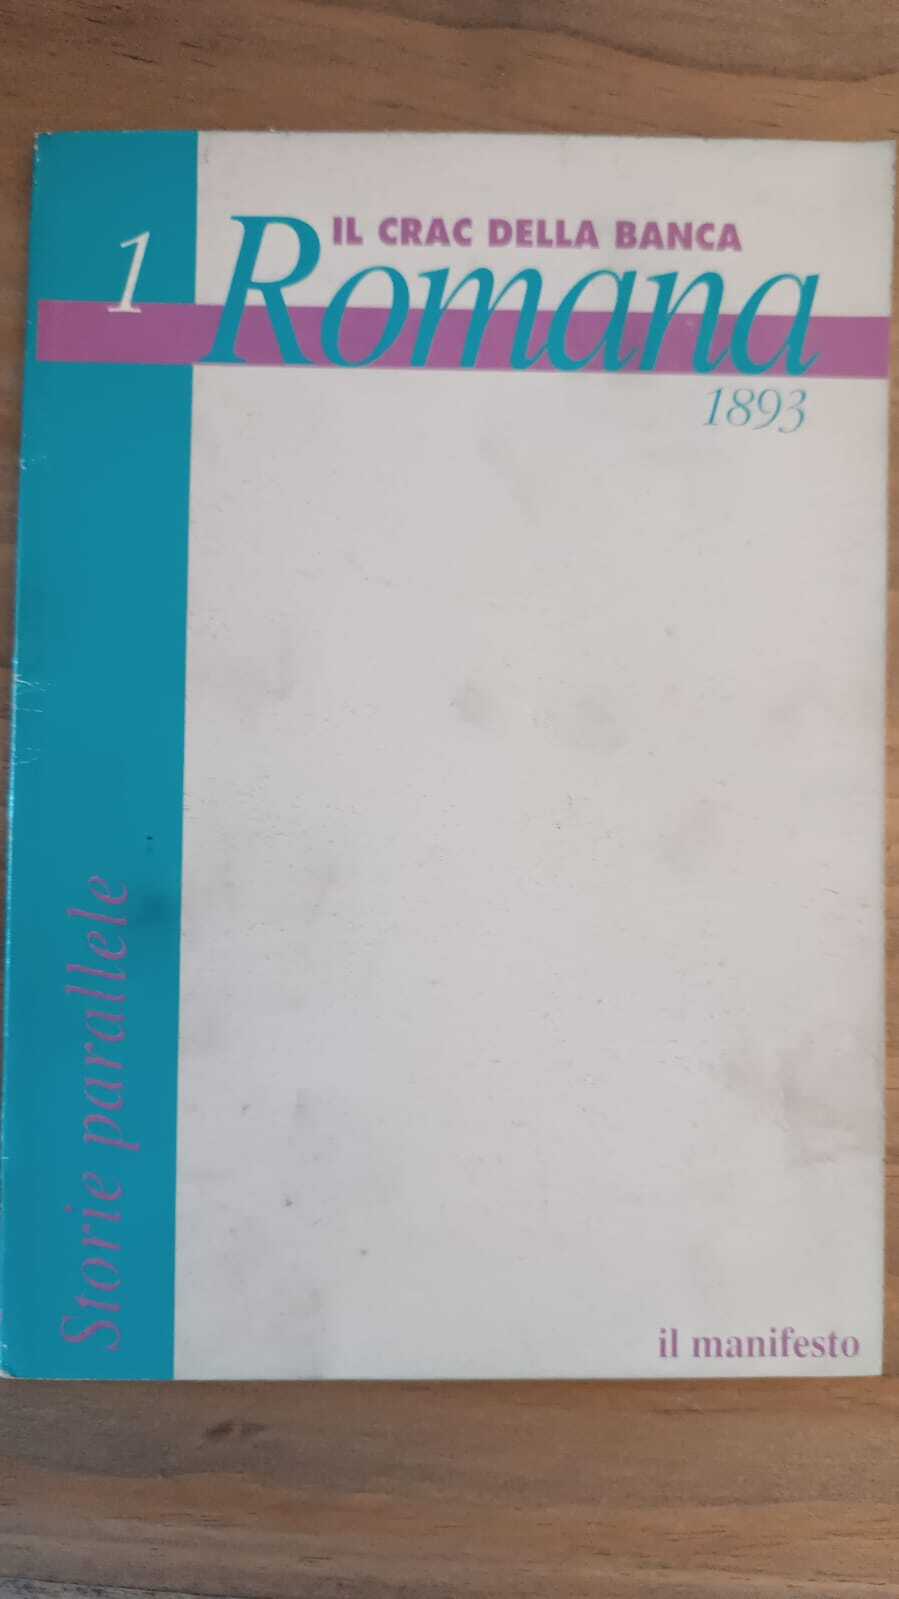 1
IL CRAC DELLA BANCA
Romana
1893
Storie parallele
il manifesto